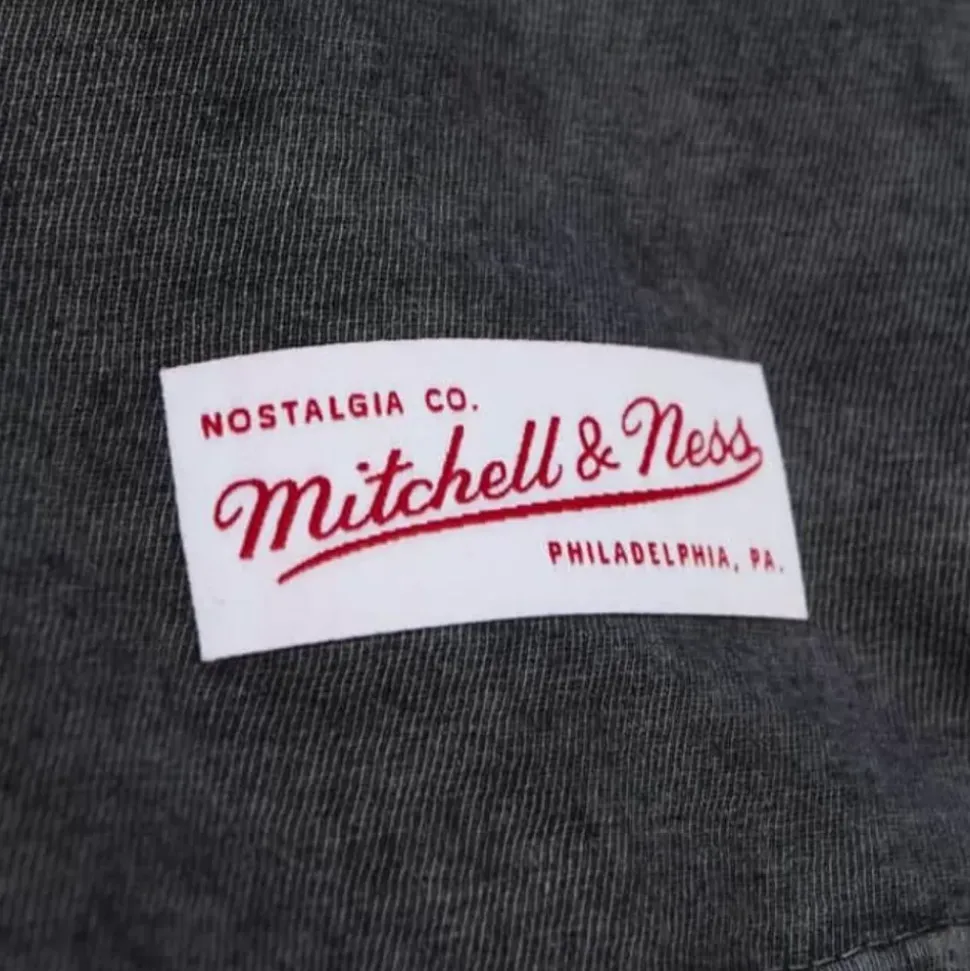 NOSTALGIA CO.
Mitchell & Ness
PHILADELPHIA, PA.